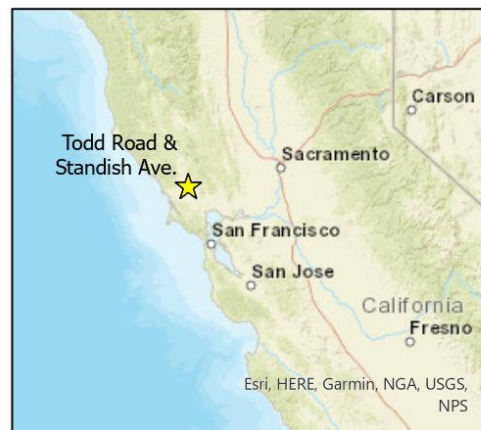 Carson
Todd Road &
Standish Ave.
Sacramento
San Francisco
San Jose
California
Fresno
Esri, HERE, Garmin, NGA, USGS,
NPS